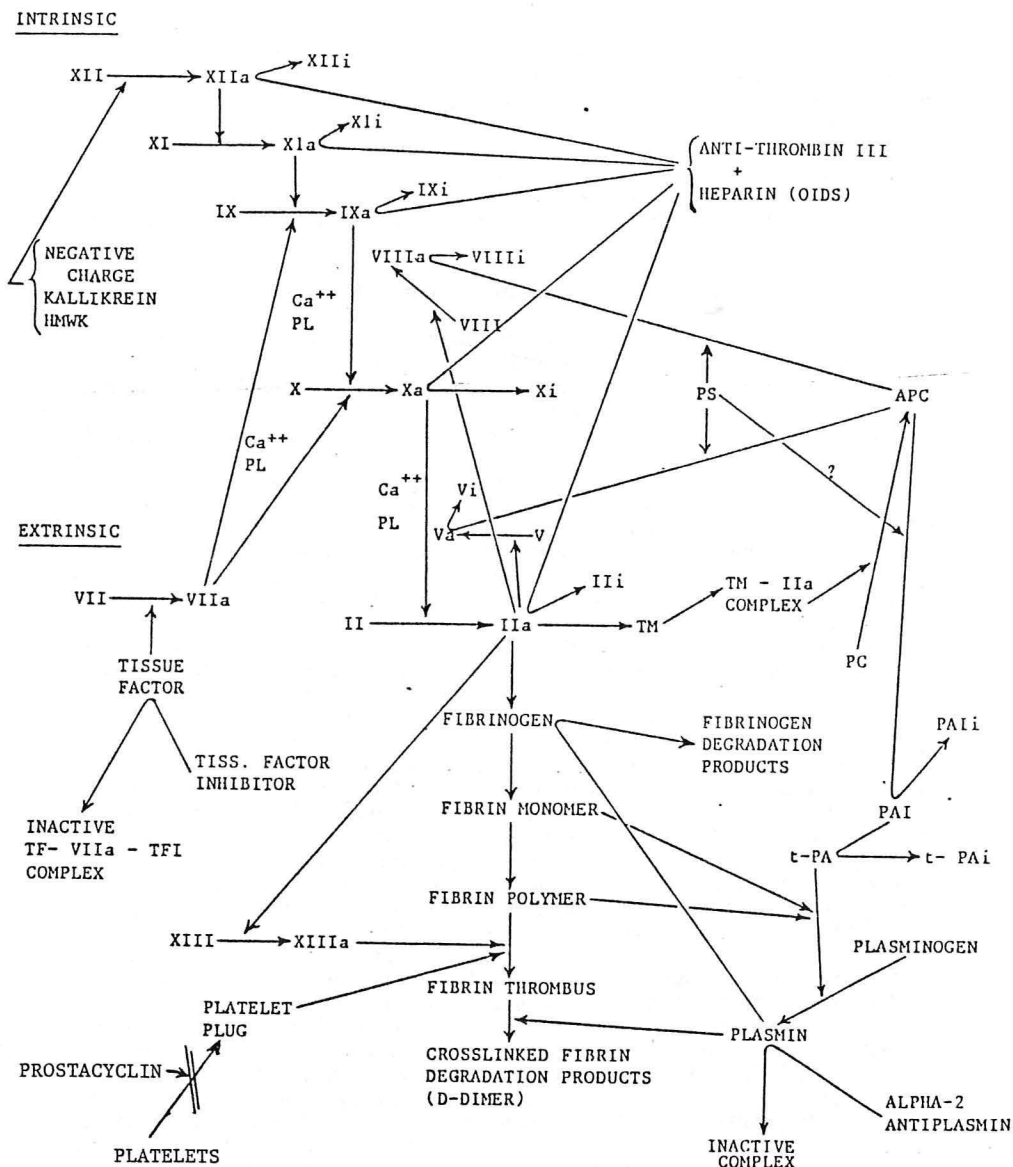 INTRINSIC
XII
XIIa
XIIi
XI
XIa
XIi
ANTI-THROMBIN III
+
HEPARIN (OIDS)
IX
IXa
IXi
NEGATIVE
CHARGE
KALLIKREIN
HMWK
VIIIa
VIIIi
Ca++
PL
VIII
X
Xa
Xi
PS
APC
Ca++
PL
Ca++
PL
?
Vi
Va
V
EXTRINSIC
VII
VIIa
IIi
TM - IIa
COMPLEX
II
IIa
TM
PC
TISSUE
FACTOR
FIBRINOGEN
FIBRINOGEN
DEGRADATION
PRODUCTS
PAIi
TISS. FACTOR
INHIBITOR
FIBRIN MONOMER
PAI
INACTIVE
TF- VIIa - TFI
COMPLEX
t-PA
t- PAi
FIBRIN POLYMER
XIII
XIIIa
PLASMINOGEN
FIBRIN THROMBUS
PLATELET
PLUG
PLASMIN
PROSTACYCLIN
CROSSLINKED FIBRIN
DEGRADATION PRODUCTS
(D-DIMER)
ALPHA-2
ANTIPLASMIN
PLATELETS
INACTIVE
COMPLEX